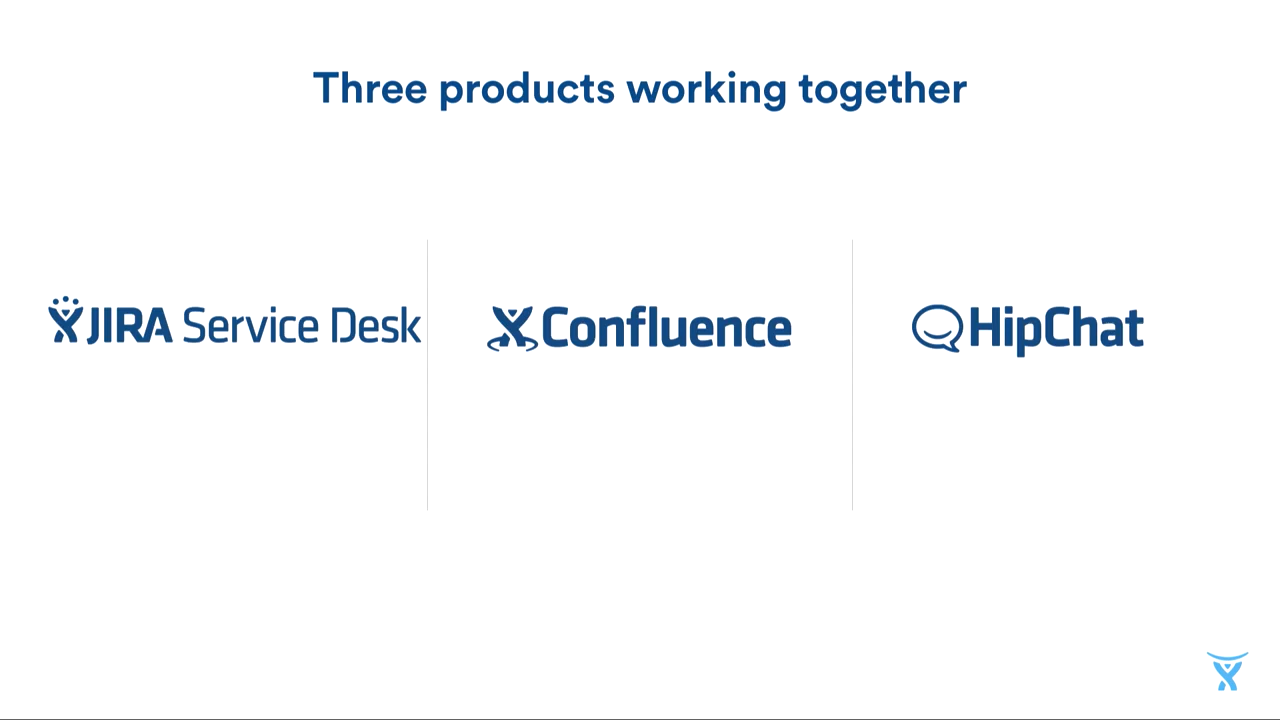 Three products working together
JIRA Service Desk
Confluence
HipChat